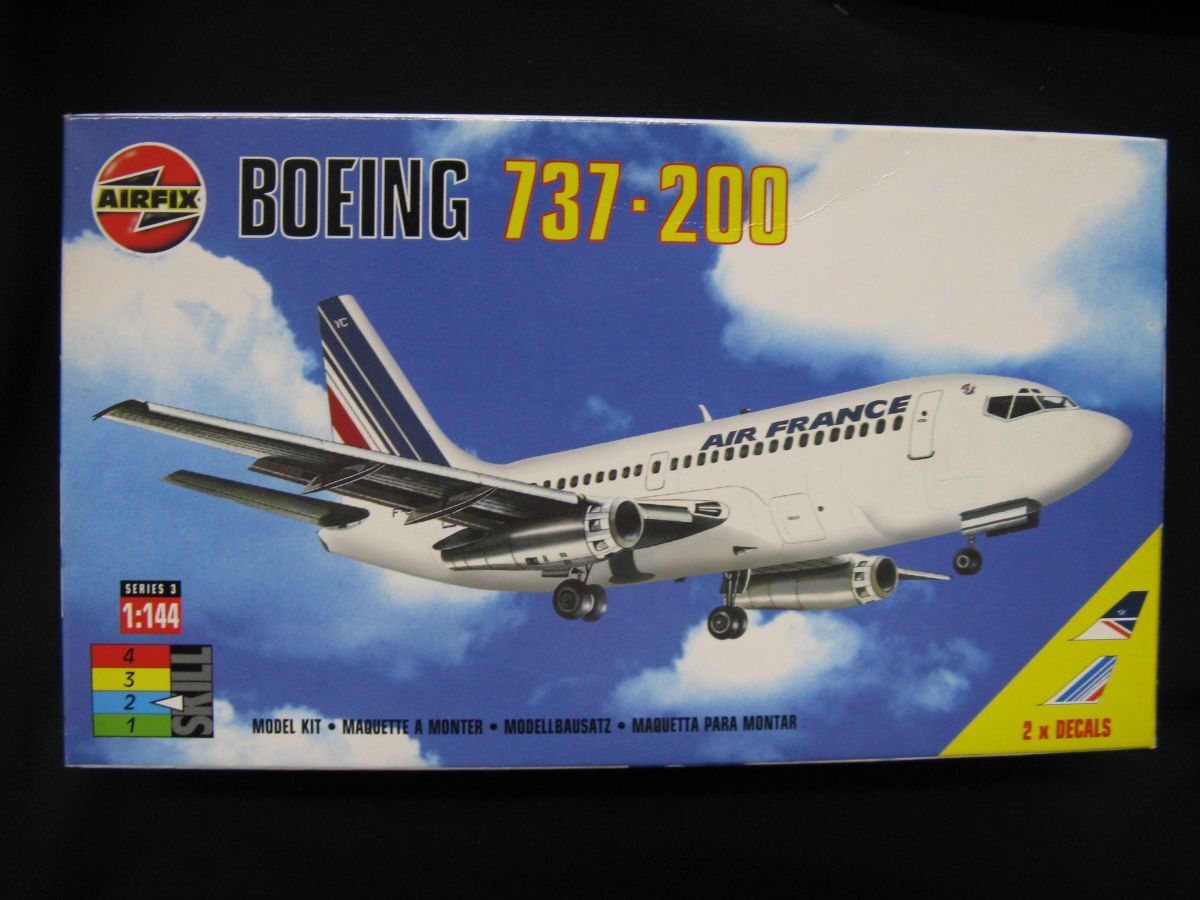 AIRFIX
BOEING 737·200
VC
AIR FRANCE
SERIES 3
1:144
4
3
2
1
SKILL
MODEL KIT • MAQUETTE A MONTER • MODELLBAUSATZ • MAQUETTA PARA MONTAR
2 x DECALS